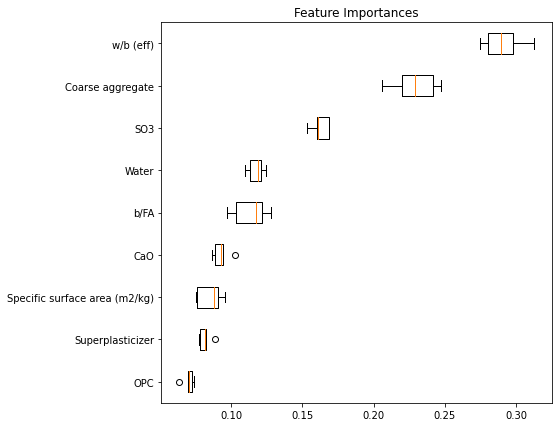 Feature Importances
w/b (eff)
Coarse aggregate
SO3
Water
b/FA
CaO
Specific surface area (m2/kg)
Superplasticizer
OPC
0.10 0.15 0.20 0.25 0.30